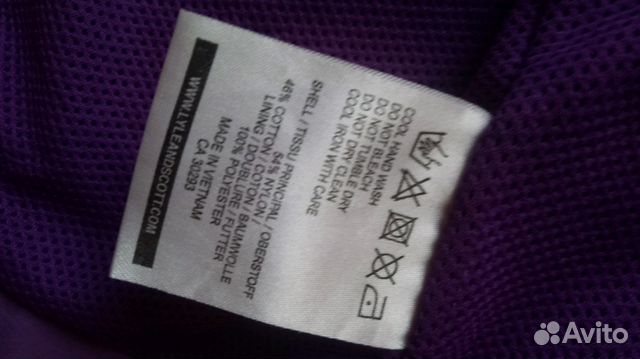 COOL HAND WASH
DO NOT BLEACH
DO NOT TUMBLE DRY
DO NOT DRY CLEAN
COOL IRON WITH CARE
SHELL / TISSU PRINCIPAL / OBERSTOFF
46% COTTON / 54% NYLON
LINING / DOUBLURE / FUTTER
100% POLYESTER
MADE IN VIETNAM
CA 30293
WWW.LYLEANDSCOTT.COM
Avito